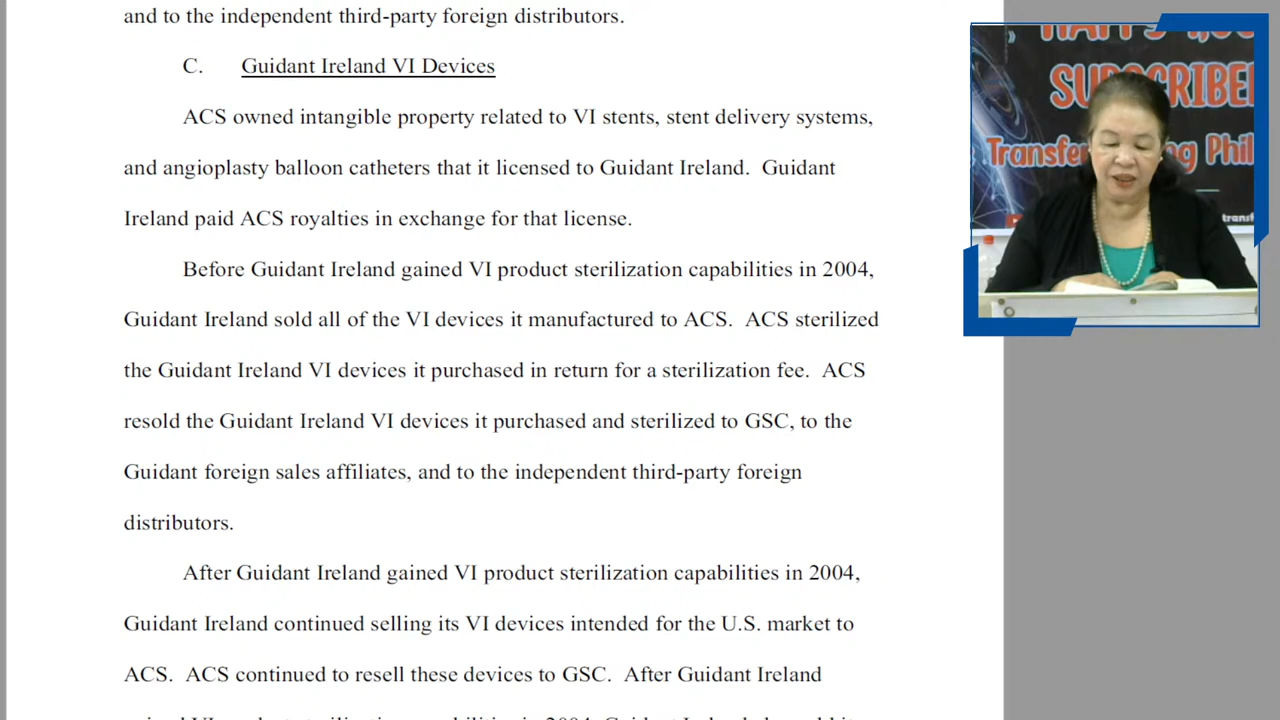 and to the independent third-party foreign distributors.
C. Guidant Ireland VI Devices
ACS owned intangible property related to VI stents, stent delivery systems,
and angioplasty balloon catheters that it licensed to Guidant Ireland. Guidant
Ireland paid ACS royalties in exchange for that license.
Before Guidant Ireland gained VI product sterilization capabilities in 2004,
Guidant Ireland sold all of the VI devices it manufactured to ACS. ACS sterilized
the Guidant Ireland VI devices it purchased in return for a sterilization fee. ACS
resold the Guidant Ireland VI devices it purchased and sterilized to GSC, to the
Guidant foreign sales affiliates, and to the independent third-party foreign
distributors.
After Guidant Ireland gained VI product sterilization capabilities in 2004,
Guidant Ireland continued selling its VI devices intended for the U.S. market to
ACS. ACS continued to resell these devices to GSC. After Guidant Ireland
Transfe
Phil
transf